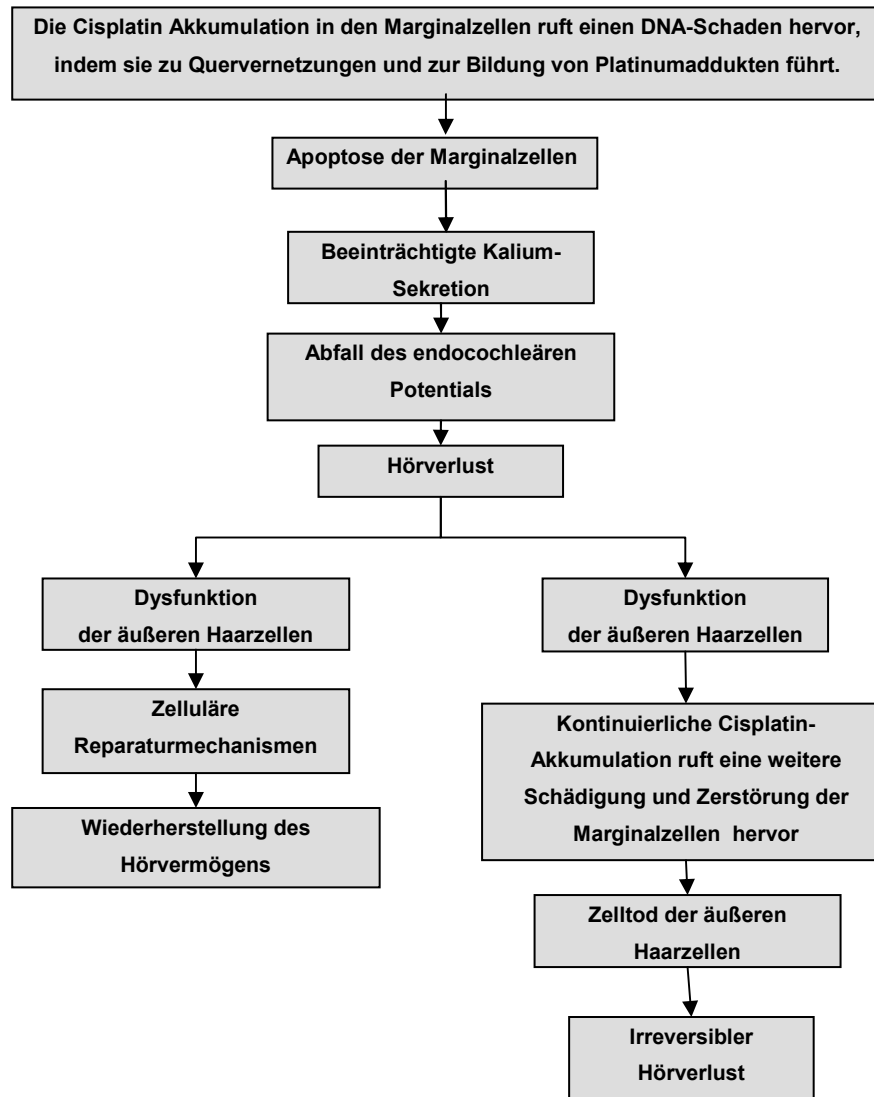 Die Cisplatin Akkumulation in den Marginalzellen ruft einen DNA-Schaden hervor,
indem sie zu Quervernetzungen und zur Bildung von Platinumaddukten führt.
Apoptose der Marginalzellen
Beeinträchtigte Kalium-
Sekretion
Abfall des endocochleären
Potentials
Hörverlust
Dysfunktion
der äußeren Haarzellen
Zelluläre
Reparaturmechanismen
Wiederherstellung des
Hörvermögens
Dysfunktion
der äußeren Haarzellen
Kontinuierliche Cisplatin-
Akkumulation ruft eine weitere
Schädigung und Zerstörung der
Marginalzellen hervor
Zelltod der äußeren
Haarzellen
Irreversibler
Hörverlust